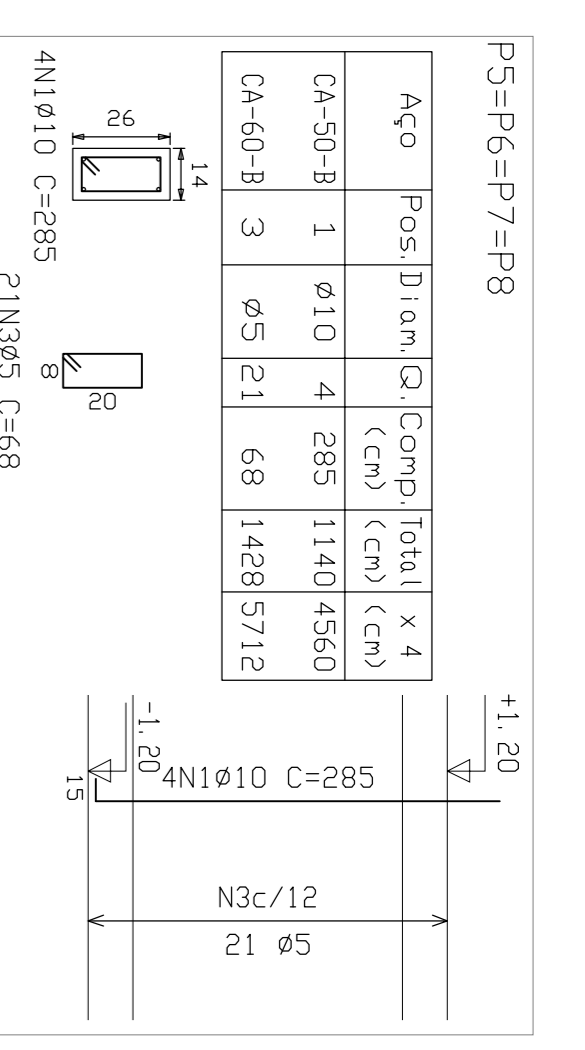 P5=P6=P7=P8
Aço Pos. Diam. Q. Comp. (cm) Total (cm) x 4 (cm)
CA-50-B 1 Ø10 4 285 1140 4560
CA-60-B 3 Ø5 21 68 1428 5712
26
14
4N1Ø10 C=285
8
20
21N3Ø5 C=68
+1.20
-1.20
4N1Ø10 C=285
15
N3c/12
21 Ø5